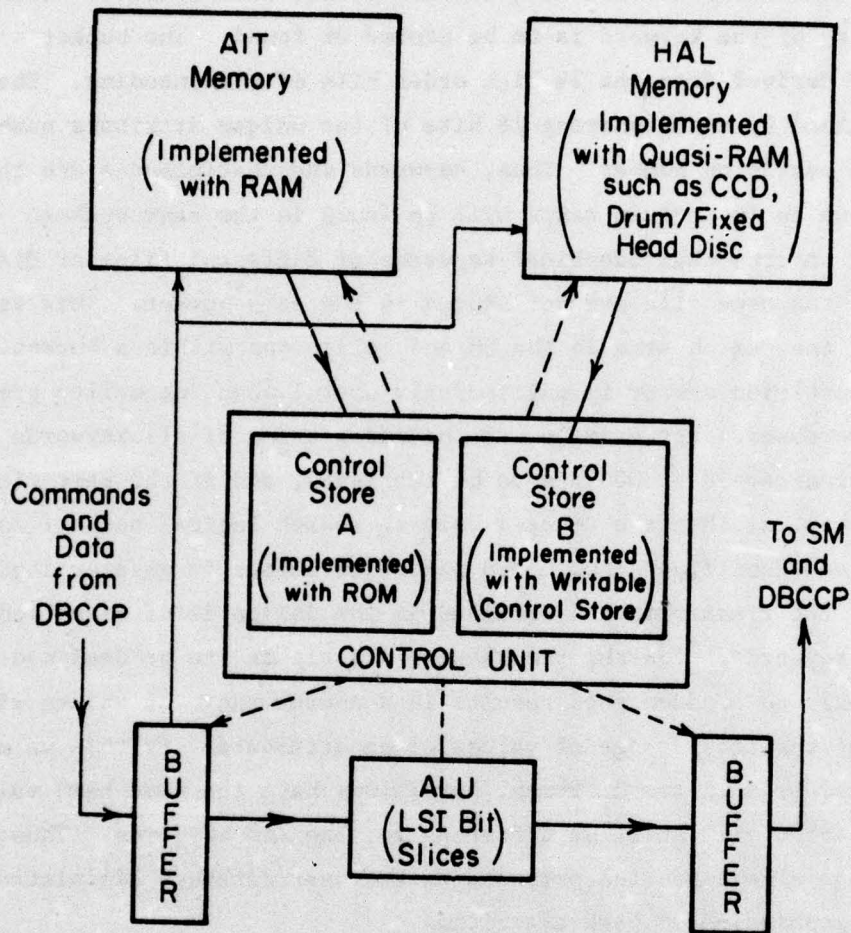 AIT
Memory
(Implemented
with RAM)
HAL
Memory
(Implemented
with Quasi-RAM
such as CCD,
Drum/Fixed
Head Disc)
Commands
and
Data
from
DBCCP
Control
Store
A
(Implemented
with ROM)
Control
Store
B
(Implemented
with Writable
Control Store)
CONTROL UNIT
To SM
and
DBCCP
BUFFER
ALU
(LSI Bit
Slices)
BUFFER